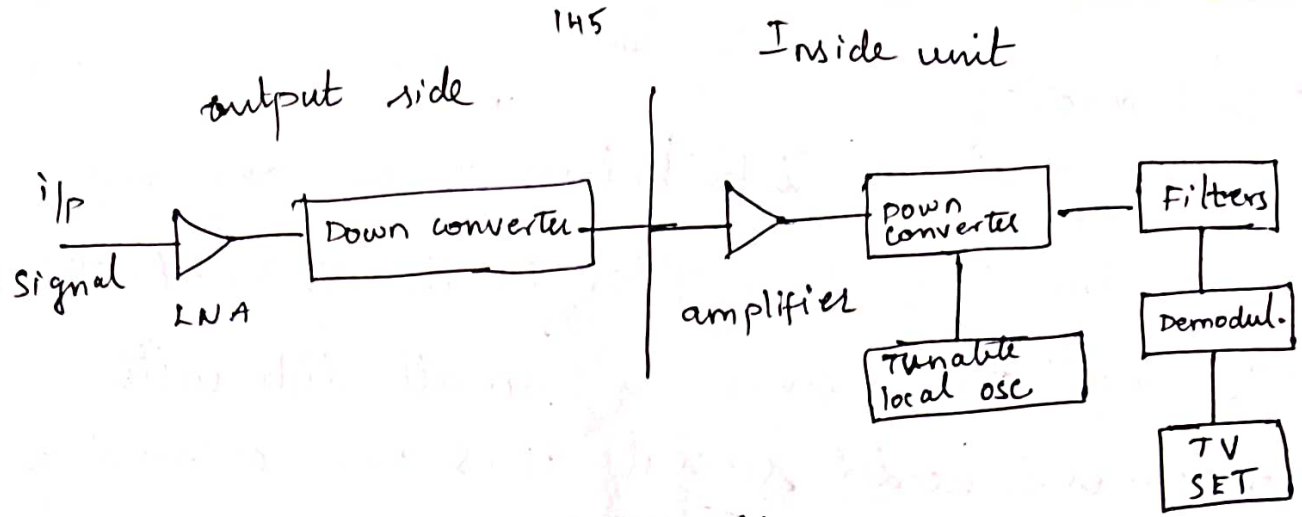 145
output side
Inside unit
i/p
signal
LNA
Down converter
amplifier
Down
converter
Tunable
local osc
Filters
Demodul.
TV
SET